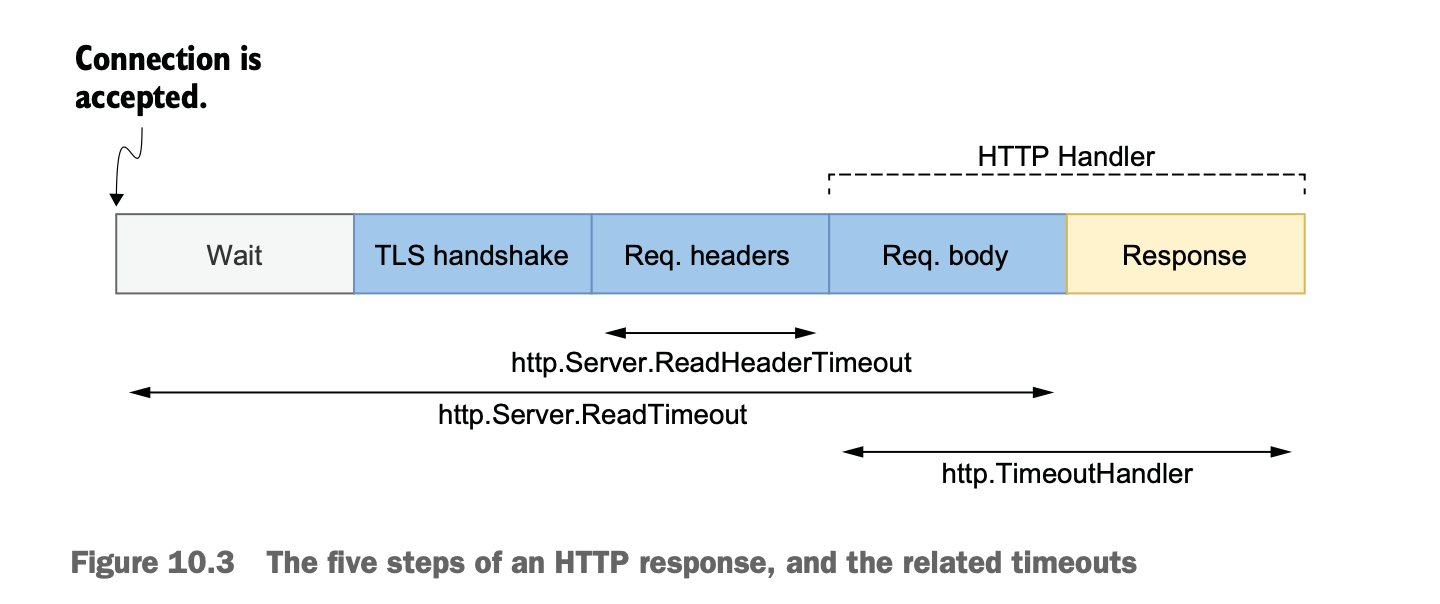 Connection is
accepted.
HTTP Handler
Wait
TLS handshake
Req. headers
Req. body
Response
http.Server.ReadHeaderTimeout
http.Server.ReadTimeout
http.TimeoutHandler
Figure 10.3 The five steps of an HTTP response, and the related timeouts